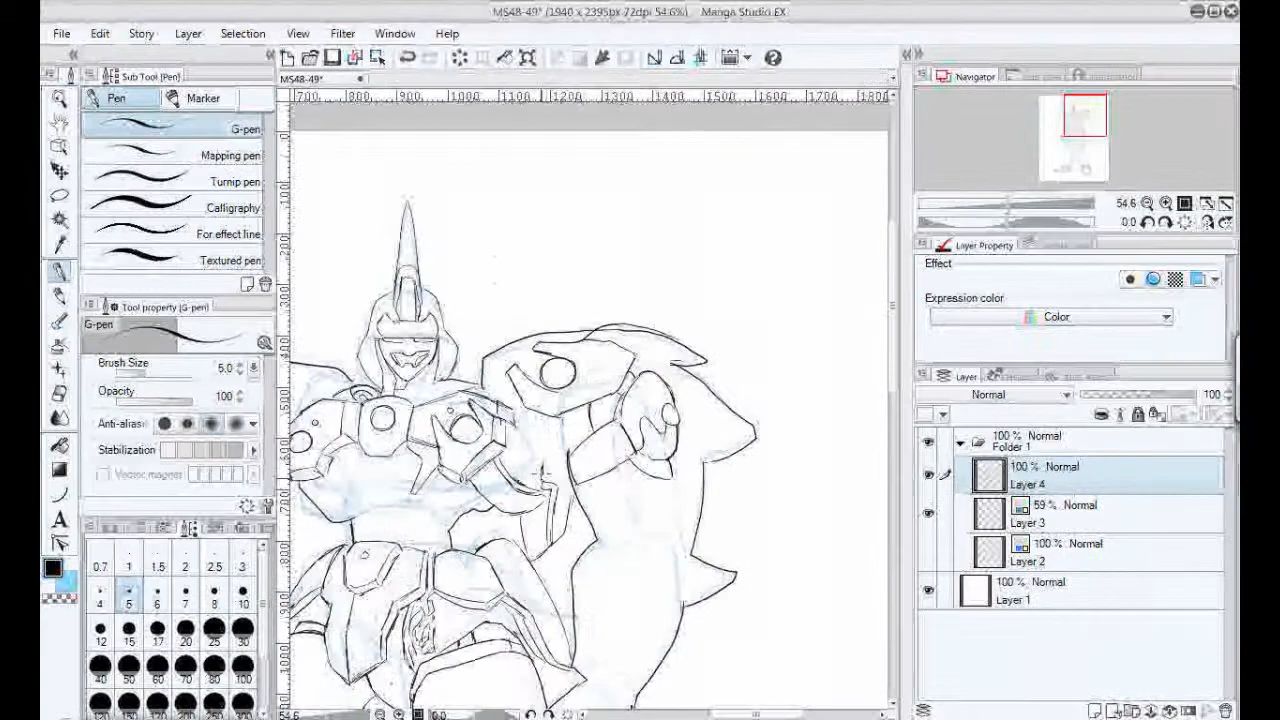 MS48-49* (1940 x 2395px 72dpi 54.6%) - Manga Studio EX
File Edit Story Layer Selection View Filter Window Help
Sub Tool [Pen]
MS48-49*
Navigator
Pen Marker
700 800 900 1000 1100 1200 1300 1400 1500 1600 1700 1800
G-pen
Mapping pen
Turnip pen
Calligraphy
For effect line
Textured pen
54.6
0.0
Layer Property
Effect
Expression color
Color
Tool property [G-pen]
G-pen
Brush Size 5.0
Opacity 100
Anti-alias
Stabilization
Vector magnet
Layer
Normal 100
100 % Normal
Folder 1
100 % Normal
Layer 4
59 % Normal
Layer 3
100 % Normal
Layer 2
100 % Normal
Layer 1
0.7 1 1.5 2 2.5 3
4 5 6 7 8 10
12 15 17 20 25 30
40 50 60 70 80 100
54.6 0.0